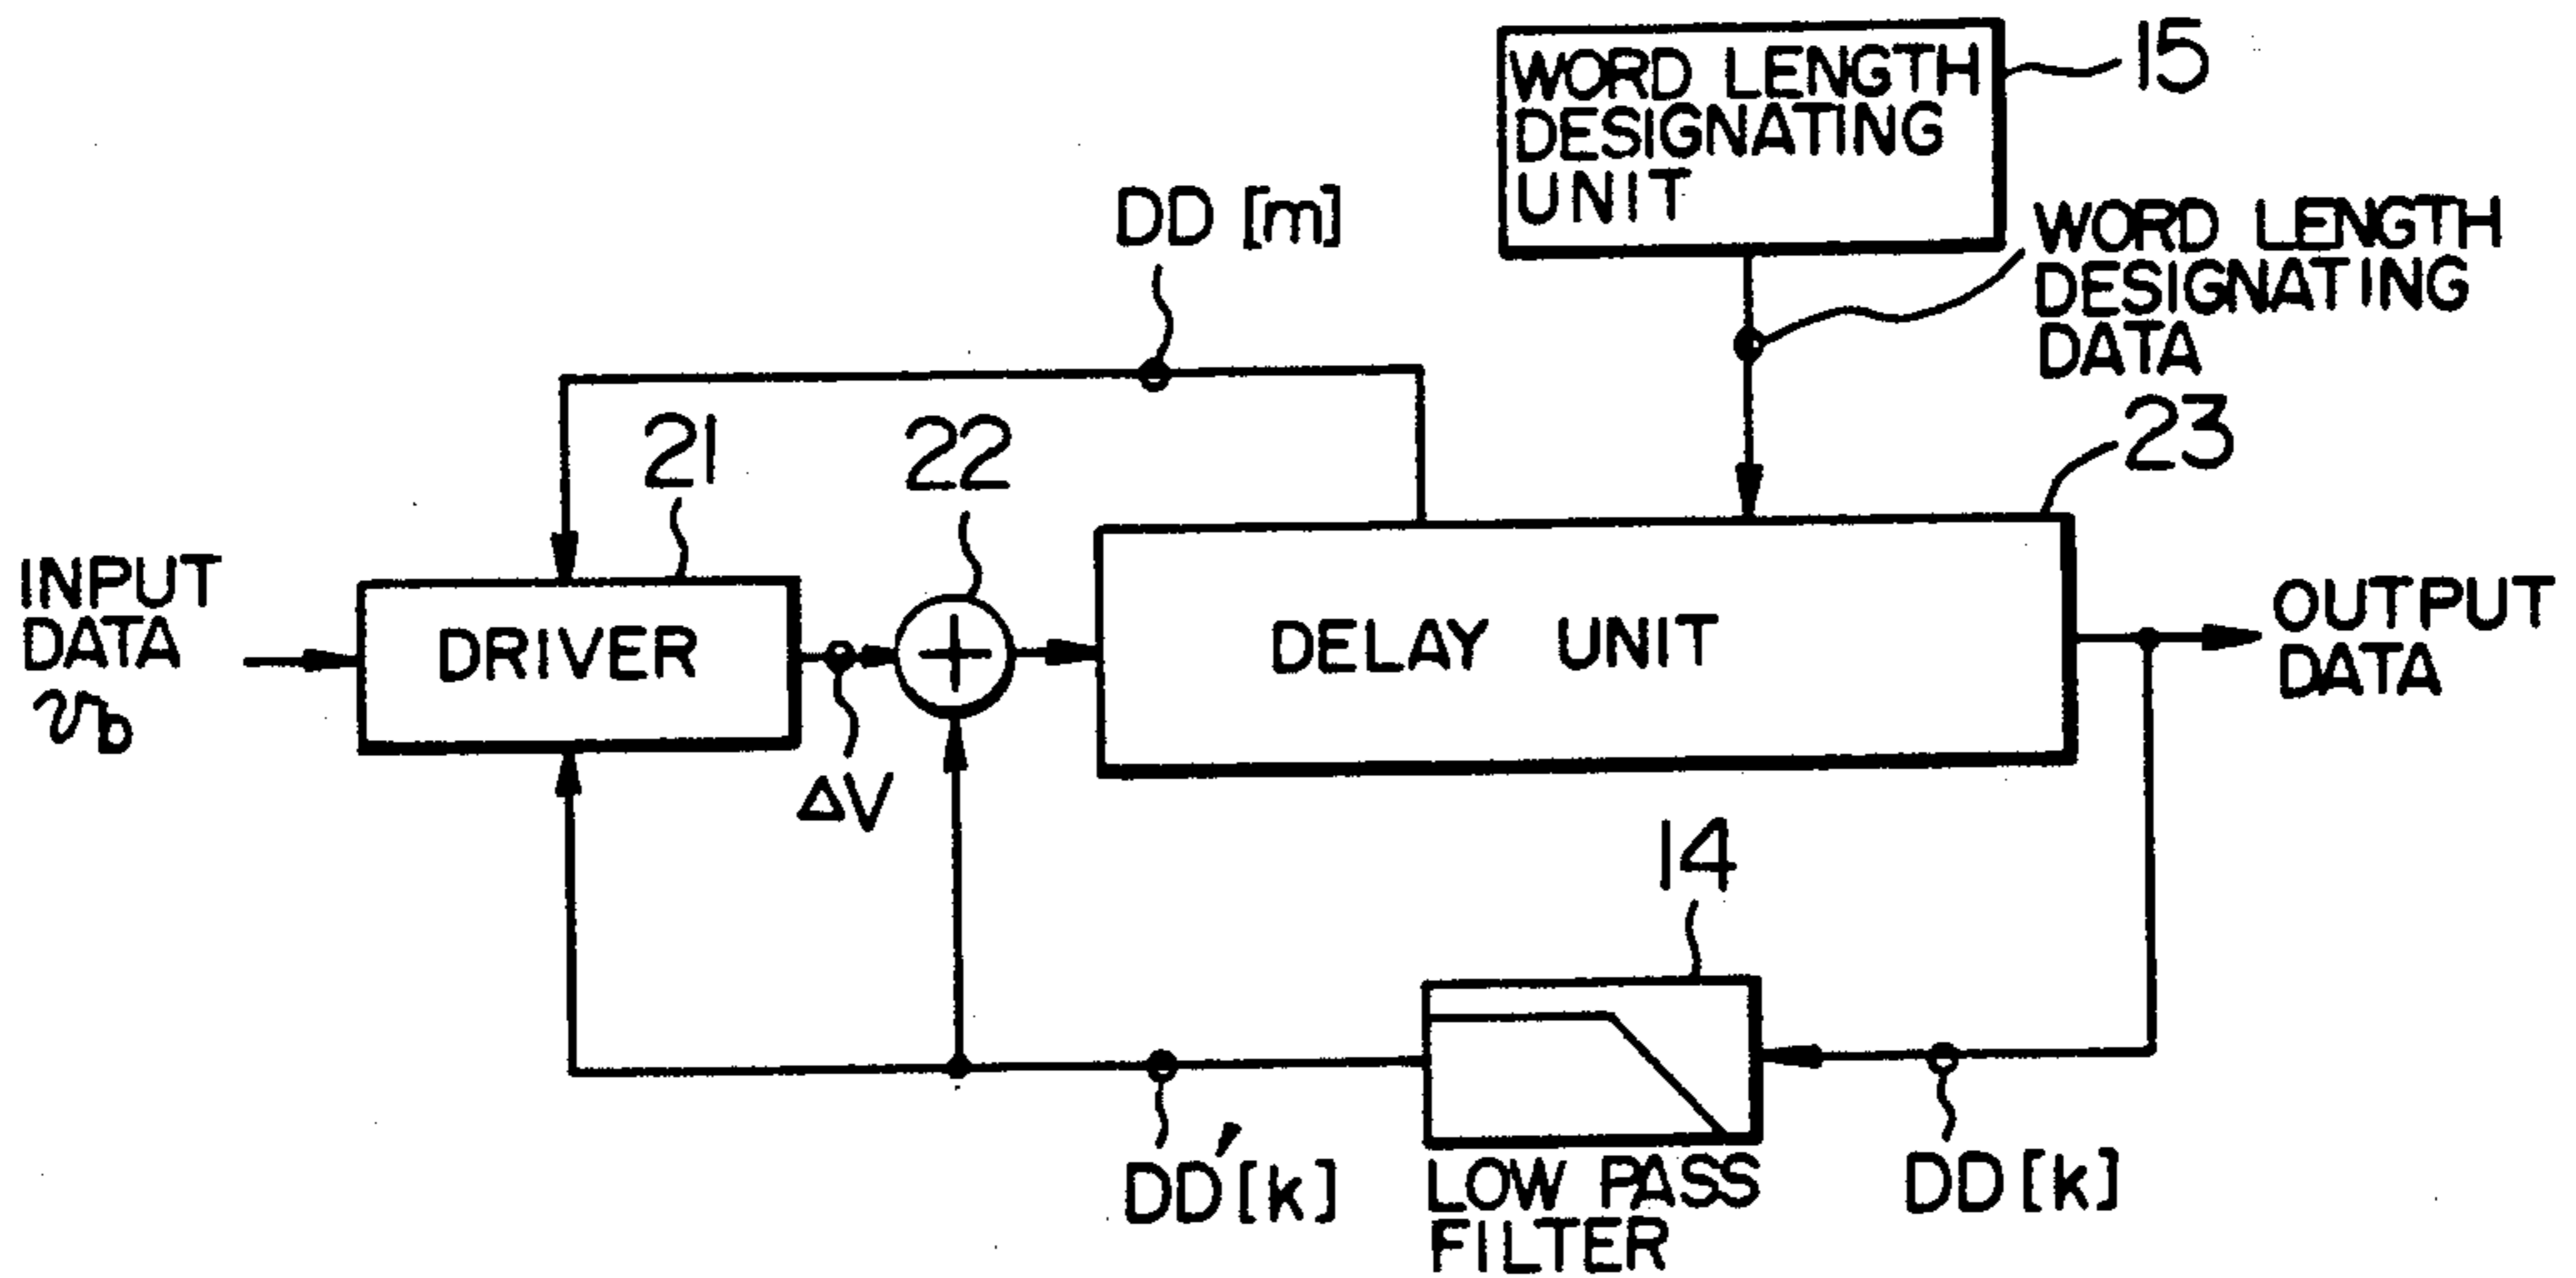 WORD LENGTH
DESIGNATING
UNIT
15
DD [m]
WORD LENGTH
DESIGNATING
DATA
21
22
23
INPUT
DATA
v_b
DRIVER
+
DELAY UNIT
OUTPUT
DATA
ΔV
14
DD'[k]
LOW PASS
FILTER
DD [k]